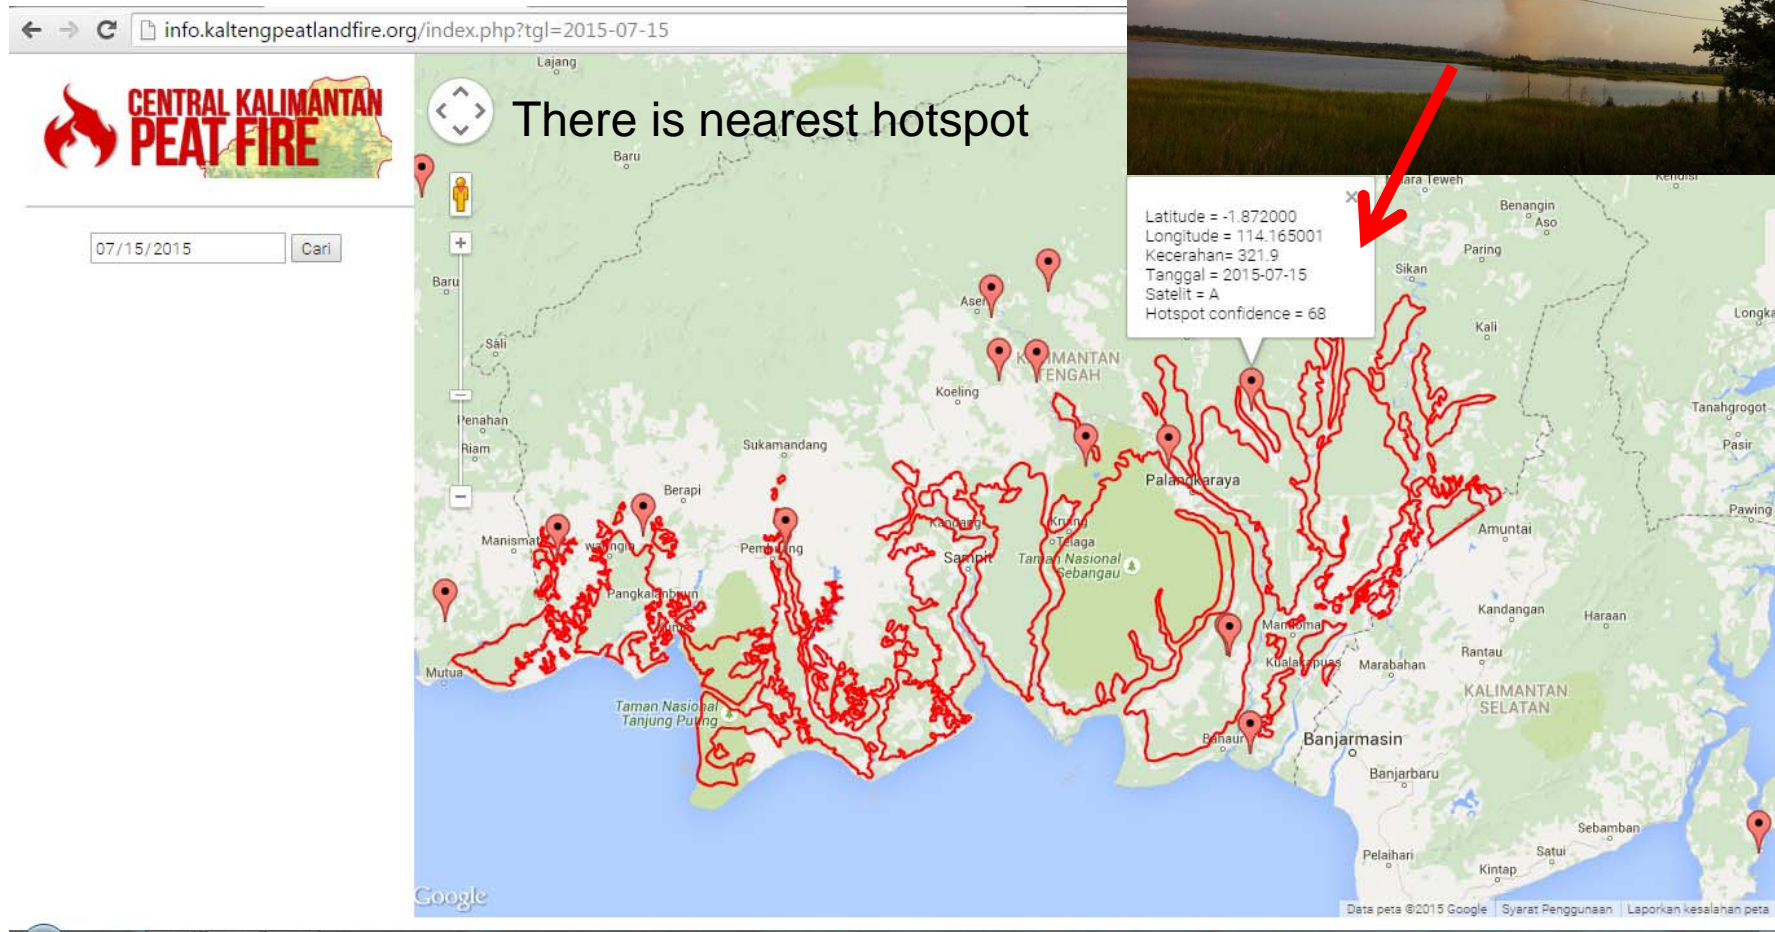 info.kaltengpeatlandfire.org/index.php?tgl=2015-07-15
CENTRAL KALIMANTAN
PEAT FIRE
07/15/2015
Cari
There is nearest hotspot
Lajang
Baru
Latitude = -1.872000
Longitude = 114.165001
Kecerahan= 321.9
Tanggal = 2015-07-15
Satelit = A
Hotspot confidence = 68
Benangin
Aso
Paring
Sikan
Baru
Longka
Kali
Sali
TENGAH
Koeling
Tanahgrogot
Penahan
Riam
Pasir
Sukamandang
Palangkaraya
Berapi
Pawing
Amuntai
Manismat
Sampit
Telaga
Taman Nasional
Sebangau
Pangkalanbuun
Kandangan
Haraan
Rantau
Marabahan
Mutua
KALIMANTAN
SELATAN
Taman Nasional
Tanjung Puting
Banjarmasin
Banjarbaru
Sebamban
Pelaihari
Satui
Kintap
Google
Data peta ©2015 Google
Syarat Penggunaan
Laporkan kesalahan peta